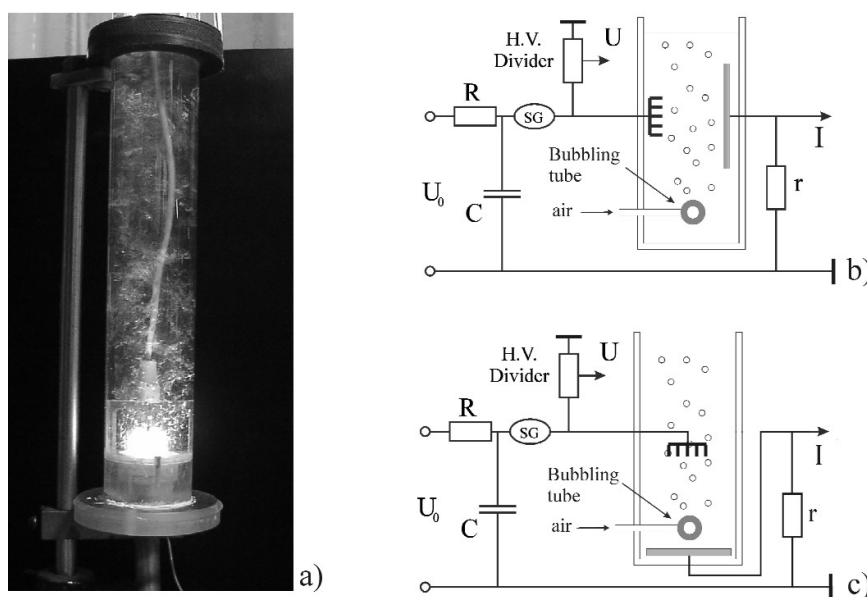 a)
H.V.
Divider
U
R
SG
Bubbling
tube
I
U₀
C
air
r
b)
H.V.
Divider
U
R
SG
I
Bubbling
tube
U₀
C
air
r
c)